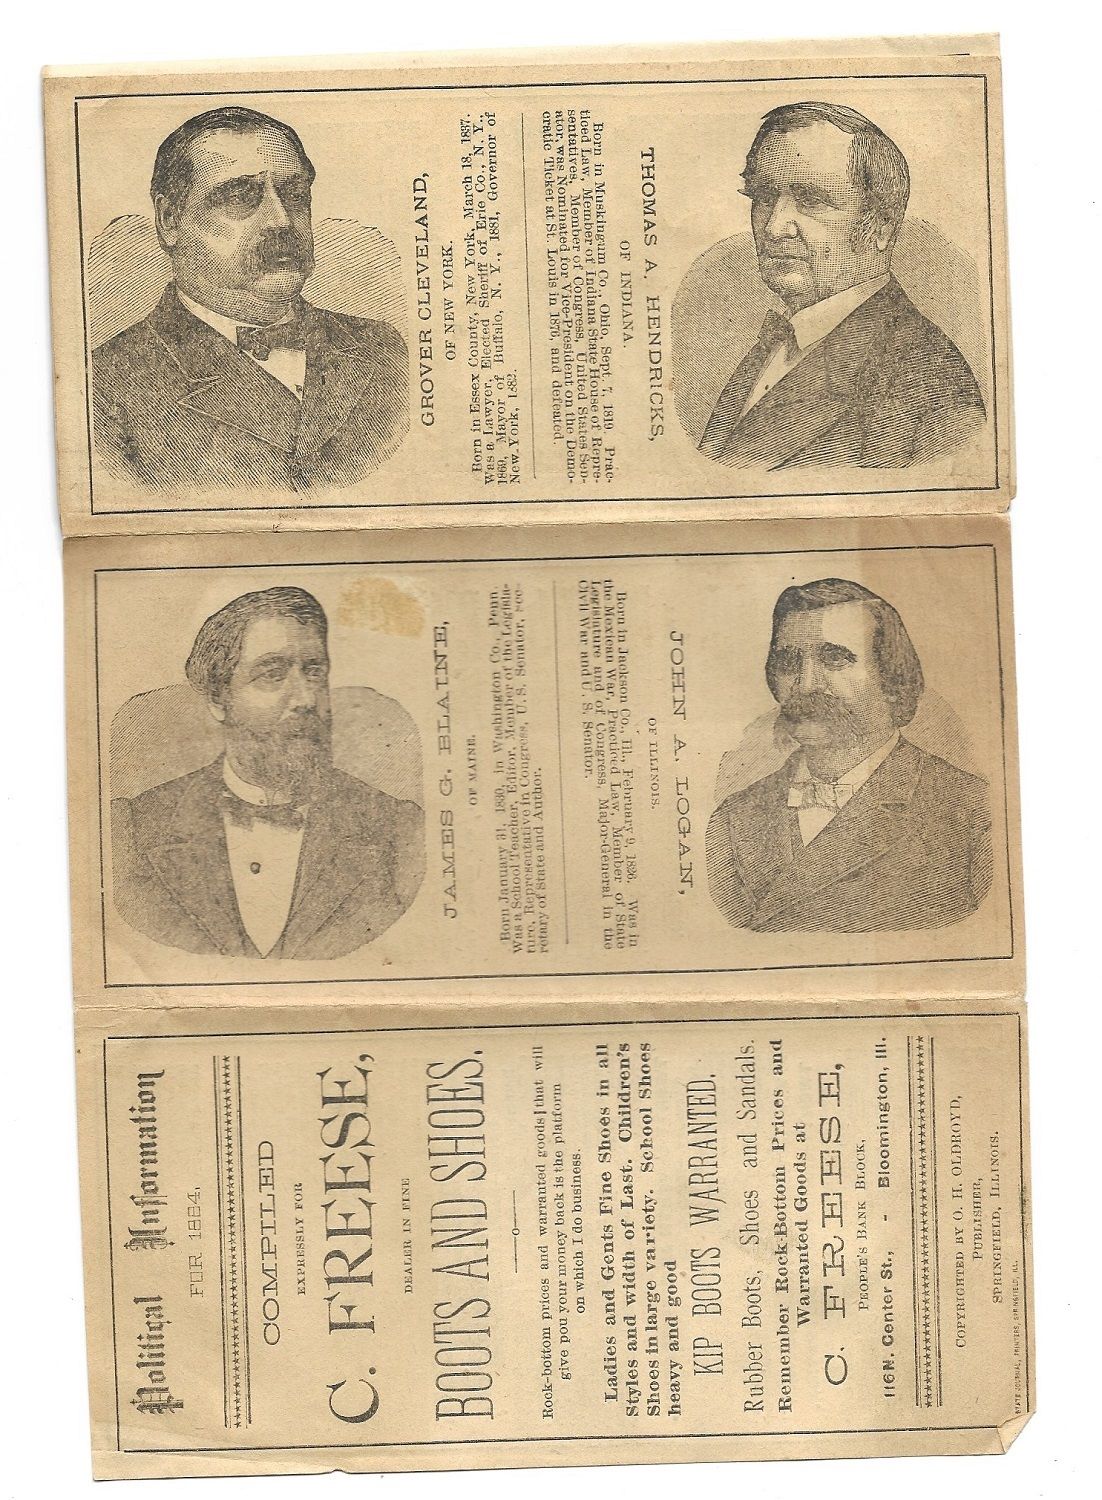 GROVER CLEVELAND,
OF NEW YORK.
Born in Essex County, New York, March 18, 1837.
Was a Lawyer, Elected Sheriff of Erie Co., N. Y.,
1860, Mayor of Buffalo, N. Y., 1881, Governor of
New York, 1882.
THOMAS A. HENDRICKS,
OF INDIANA.
Born in Muskingum Co., Ohio, Sept. 7, 1819 Prac-
ticed Law, Member of Indiana State House of Repre-
sentatives, Member of Congress, United States Sen-
ator, was Nominated for Vice-President on the Demo-
cratic Ticket at St. Louis in 1876, and defeated.
JAMES G. BLAINE,
OF MAINE.
Born January 31, 1830, in Washington Co., Penn.
Was a School Teacher, Editor, Member of the Legisla-
ture, Representative in Congress, U. S. Senator, sec-
retary of State and Author.
JOHN A. LOGAN,
OF ILLINOIS.
Born in Jackson Co., Ill., February 9, 1826. Was in
the Mexican War, Practiced Law, Member of State
Legislature and of Congress, Major-General in the
Civil War and U. S. Senator.
Political Information
FOR 1884,
COMPILED
EXPRESSLY FOR
C. FREESE,
DEALER IN FINE
BOOTS AND SHOES.
—o—
Rock-bottom prices and warranted goods that will
give pou your money back is the platform
on which I do business.
Ladies and Gents Fine Shoes in all
Styles and width of Last. Children's
Shoes in large variety. School Shoes
heavy and good
KIP BOOTS WARRANTED.
Rubber Boots, Shoes and Sandals.
Remember Rock Bottom Prices and
Warranted Goods at
C. FREESE,
PEOPLE'S BANK BLOCK,
116 N. Center St., - Bloomington, Ill.
COPYRIGHTED BY O. H. OLDROYD,
PUBLISHER,
SPRINGFIELD, ILLINOIS.
STATE JOURNAL, PRINTERS, SPRINGFIELD, ILL.